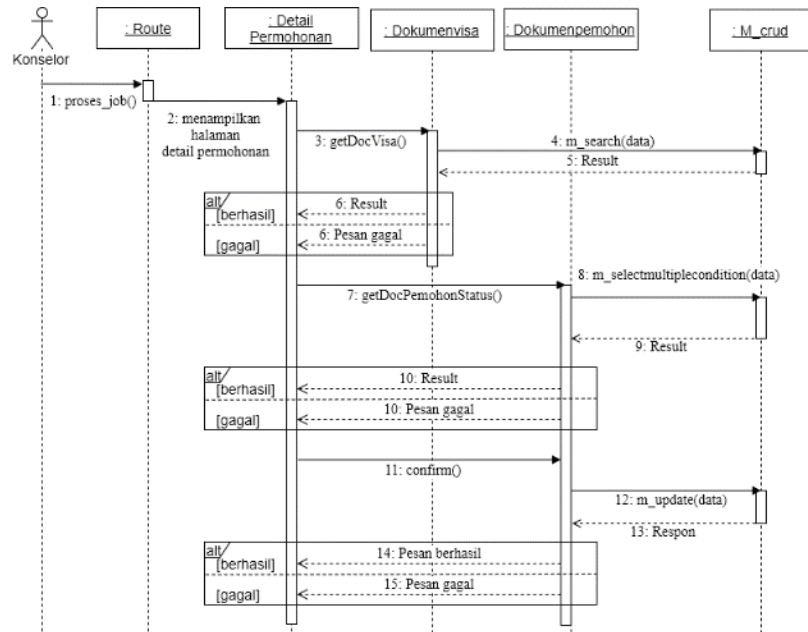 : Route
: Detail
Permohonan
: Dokumenvisa
: Dokumenpemohon
: M_crud
Konselor
1: proses_job()
2: menampilkan
halaman
detail permohonan
3: getDocVisa()
4: m_search(data)
5: Result
alt
[berhasil]
6: Result
6: Pesan gagal
[gagal]
7: getDocPemohonStatus()
8: m_selectmultiplecondition(data)
9: Result
alt
[berhasil]
10: Result
10: Pesan gagal
[gagal]
11: confirm()
12: m_update(data)
13: Respon
alt
[berhasil]
14: Pesan berhasil
15: Pesan gagal
[gagal]